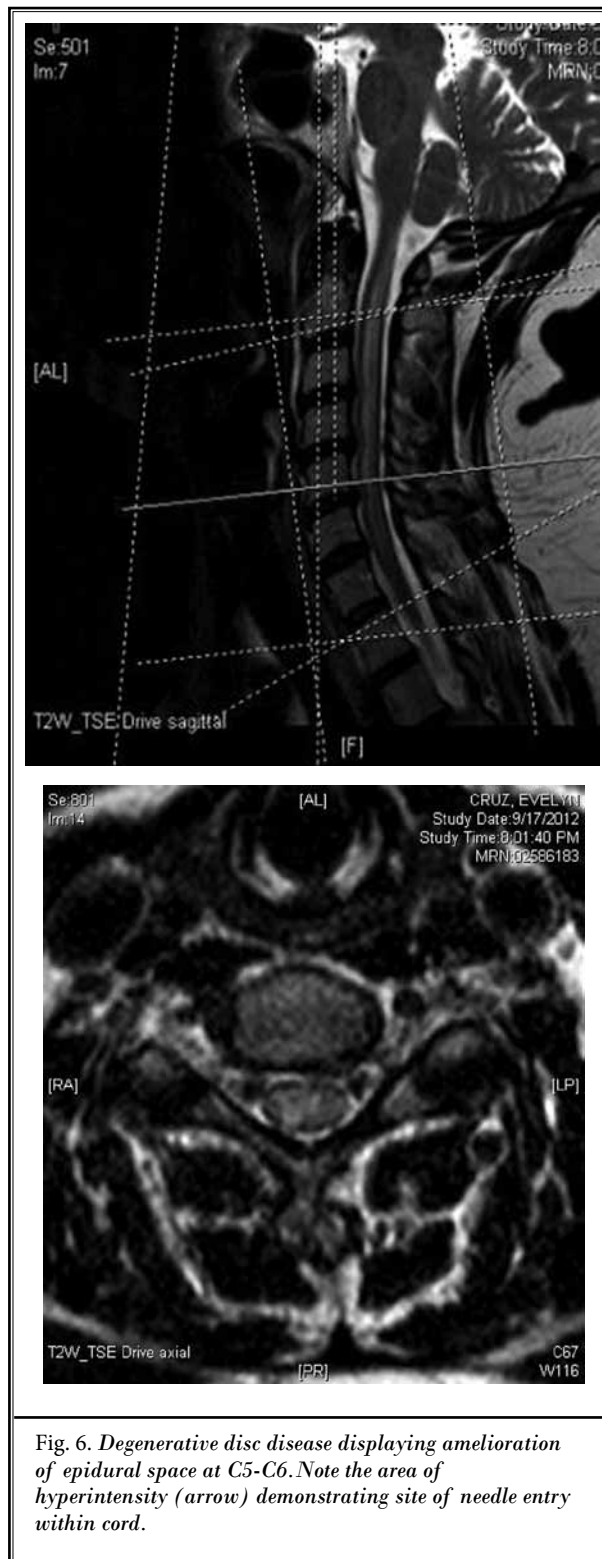 Se:501
Im:7
Study Time:8:0
MRN:0
[AL]
T2W_TSE:Drive sagittal
[F]
Se:801
Im:14
[AL]
CRUZ, EVELYN
Study Date:9/17/2012
Study Time:8:01:40 PM
MRN:02586183
[RA]
[LP]
T2W_TSE Drive axial
[PR]
C67
W116
Fig. 6. Degenerative disc disease displaying amelioration
of epidural space at C5-C6. Note the area of
hyperintensity (arrow) demonstrating site of needle entry
within cord.